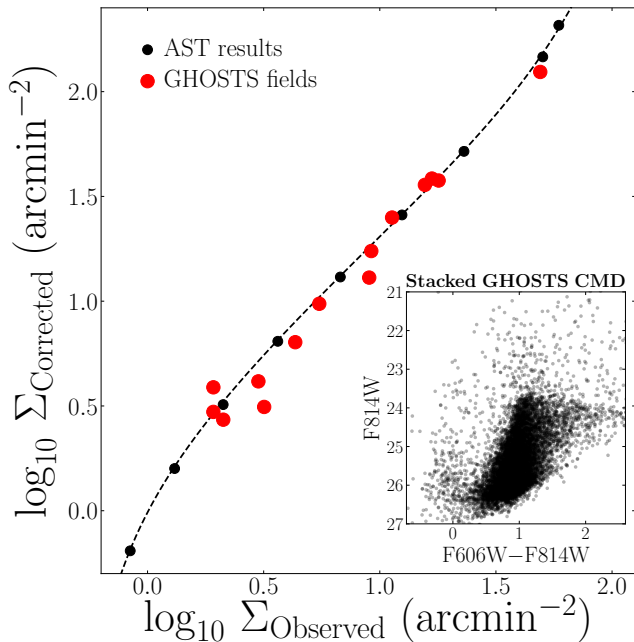 AST results
GHOSTS fields
log₁₀ Σ_Corrected (arcmin⁻²)
2.0
1.5
1.0
0.5
0.0
Stacked GHOSTS CMD
F814W
21
22
23
24
25
26
27
0 1 2
F606W−F814W
0.0 0.5 1.0 1.5 2.0
log₁₀ Σ_Observed (arcmin⁻²)